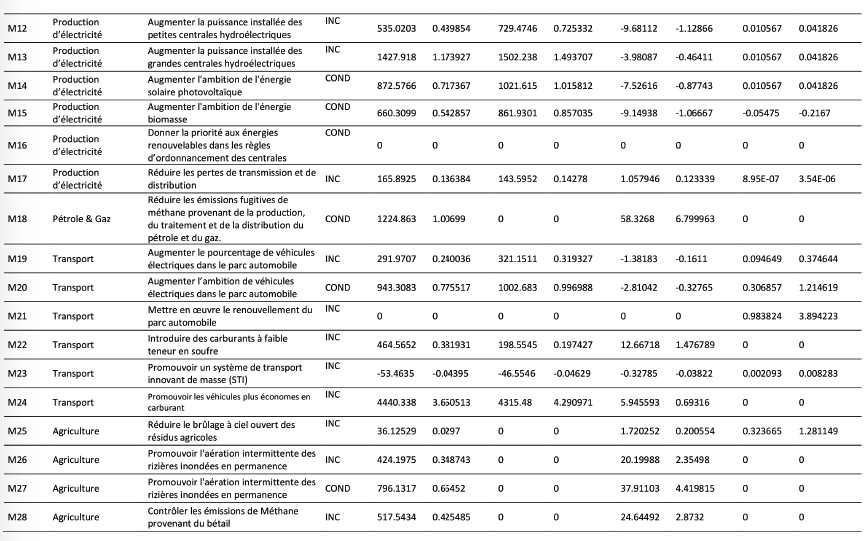 M12 Production d'électricité Augmenter la puissance installée des petites centrales hydroélectriques INC 535.0203 0.439854 729.4746 0.725332 -9.68112 -1.12866 0.010567 0.041826
M13 Production d'électricité Augmenter la puissance installée des grandes centrales hydroélectriques INC 1427.918 1.173927 1502.238 1.493707 -3.98087 -0.46411 0.010567 0.041826
M14 Production d'électricité Augmenter l'ambition de l'énergie solaire photovoltaïque COND 872.5766 0.717367 1021.615 1.015812 -7.52616 -0.87743 0.010567 0.041826
M15 Production d'électricité Augmenter l'ambition de l'énergie biomasse COND 660.3099 0.542857 861.9301 0.857035 -9.14938 -1.06667 -0.05475 -0.2167
M16 Production d'électricité Donner la priorité aux énergies renouvelables dans les règles d'ordonnancement des centrales COND 0 0 0 0 0 0 0 0
M17 Production d'électricité Réduire les pertes de transmission et de distribution INC 165.8925 0.136384 143.5952 0.14278 1.057946 0.123339 8.95E-07 3.54E-06
M18 Pétrole & Gaz Réduire les émissions fugitives de méthane provenant de la production, du traitement et de la distribution du pétrole et du gaz. COND 1224.863 1.00699 0 0 58.3268 6.799963 0 0
M19 Transport Augmenter le pourcentage de véhicules électriques dans le parc automobile INC 291.9707 0.240036 321.1511 0.319327 -1.38183 -0.1611 0.094649 0.374644
M20 Transport Augmenter l'ambition de véhicules électriques dans le parc automobile COND 943.3083 0.775517 1002.683 0.996988 -2.81042 -0.32765 0.306857 1.214619
M21 Transport Mettre en œuvre le renouvellement du parc automobile INC 0 0 0 0 0 0 0.983824 3.894223
M22 Transport Introduire des carburants à faible teneur en soufre INC 464.5652 0.381931 198.5545 0.197427 12.66718 1.476789 0 0
M23 Transport Promouvoir un système de transport innovant de masse (STI) INC -53.4635 -0.04395 -46.5546 -0.04629 -0.32785 -0.03822 0.002093 0.008283
M24 Transport Promouvoir les véhicules plus économes en carburant INC 4440.338 3.650513 4315.48 4.290971 5.945593 0.69316 0 0
M25 Agriculture Réduire le brûlage à ciel ouvert des résidus agricoles INC 36.12529 0.0297 0 0 1.720252 0.200554 0.323665 1.281149
M26 Agriculture Promouvoir l'aération intermittente des rizières inondées en permanence INC 424.1975 0.348743 0 0 20.19988 2.35498 0 0
M27 Agriculture Promouvoir l'aération intermittente des rizières inondées en permanence COND 796.1317 0.65452 0 0 37.91103 4.419815 0 0
M28 Agriculture Contrôler les émissions de Méthane provenant du bétail INC 517.5434 0.425485 0 0 24.64492 2.8732 0 0